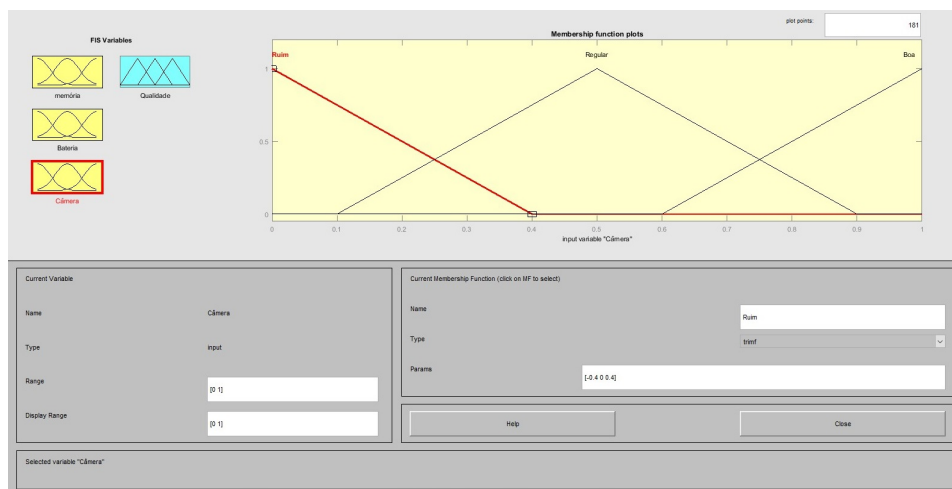 plot points:
181
FIS Variables
Membership function plots
Ruim
Regular
Boa
memória
Qualidade
Bateria
Câmera
1
0.5
0
0
0.1
0.2
0.3
0.4
0.5
0.6
0.7
0.8
0.9
1
input variable "Câmera"
Current Variable
Name
Câmera
Type
input
Range
[0 1]
Display Range
[0 1]
Current Membership Function (click on MF to select)
Name
Ruim
Type
trimf
Params
[-0.4 0 0.4]
Help
Close
Selected variable "Câmera"